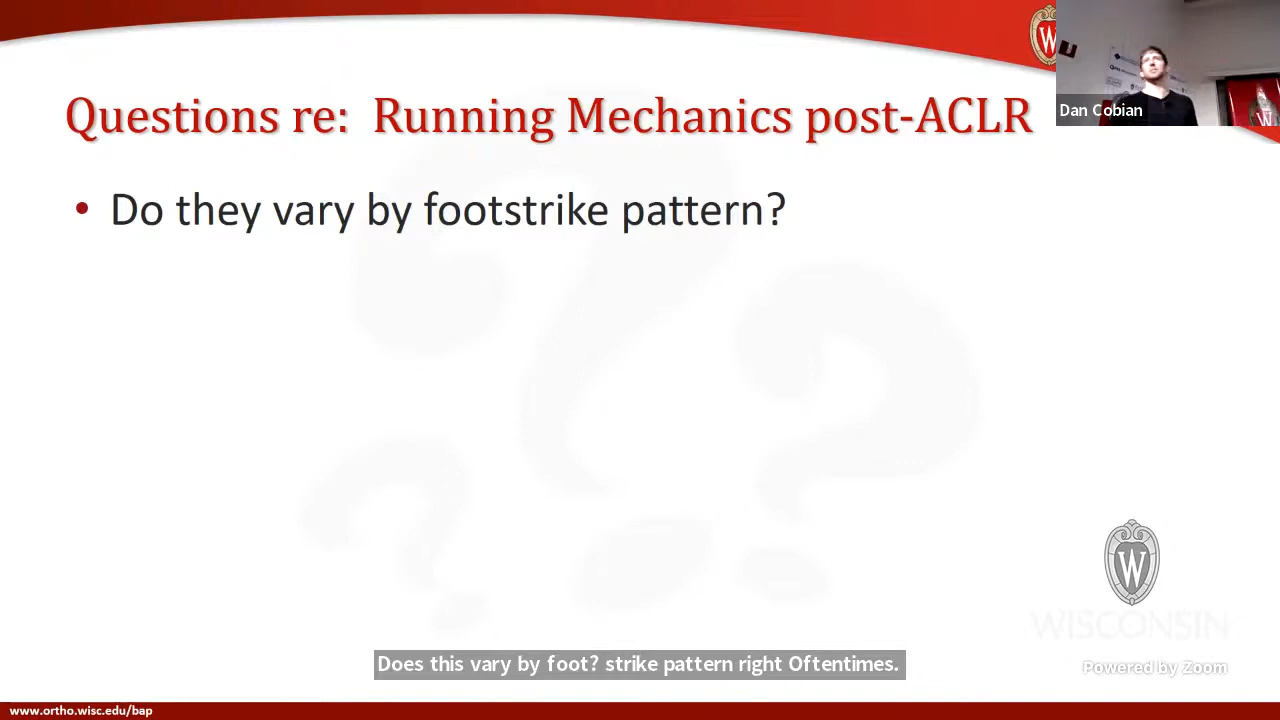 W
Questions re: Running Mechanics post-ACLR
Dan Cobian
W
• Do they vary by footstrike pattern?
W
WISCONSIN
Does this vary by foot? strike pattern right Oftentimes.
Powered by Zoom
www.ortho.wisc.edu/bap